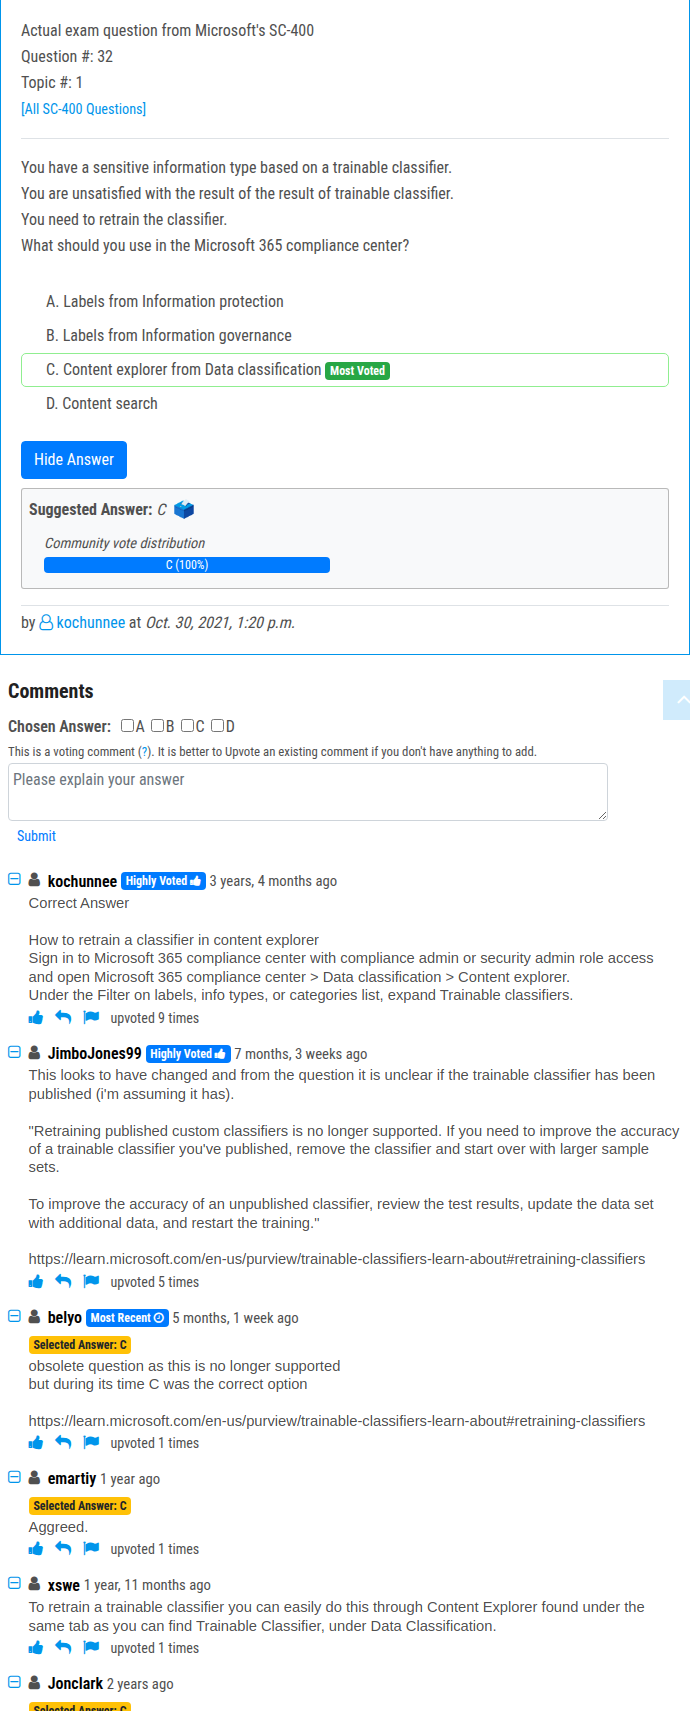 Actual exam question from Microsoft's SC-400
Question #: 32
Topic #: 1
[All SC-400 Questions]
You have a sensitive information type based on a trainable classifier.
You are unsatisfied with the result of the result of trainable classifier.
You need to retrain the classifier.
What should you use in the Microsoft 365 compliance center?
A. Labels from Information protection
B. Labels from Information governance
C. Content explorer from Data classification Most Voted
D. Content search
Hide Answer
Suggested Answer: C
Community vote distribution
C (100%)
by kochunnee at Oct. 30, 2021, 1:20 p.m.
Comments
Chosen Answer: A B C D
This is a voting comment (?). It is better to Upvote an existing comment if you don't have anything to add.
Please explain your answer
Submit
kochunnee Highly Voted 3 years, 4 months ago
Correct Answer
How to retrain a classifier in content explorer
Sign in to Microsoft 365 compliance center with compliance admin or security admin role access
and open Microsoft 365 compliance center > Data classification > Content explorer.
Under the Filter on labels, info types, or categories list, expand Trainable classifiers.
upvoted 9 times
JimboJones99 Highly Voted 7 months, 3 weeks ago
This looks to have changed and from the question it is unclear if the trainable classifier has been
published (i'm assuming it has).
"Retraining published custom classifiers is no longer supported. If you need to improve the accuracy
of a trainable classifier you've published, remove the classifier and start over with larger sample
sets.
To improve the accuracy of an unpublished classifier, review the test results, update the data set
with additional data, and restart the training."
https://learn.microsoft.com/en-us/purview/trainable-classifiers-learn-about#retraining-classifiers
upvoted 5 times
belyo Most Recent 5 months, 1 week ago
Selected Answer: C
obsolete question as this is no longer supported
but during its time C was the correct option
https://learn.microsoft.com/en-us/purview/trainable-classifiers-learn-about#retraining-classifiers
upvoted 1 times
emartiy 1 year ago
Selected Answer: C
Aggreed.
upvoted 1 times
xswe 1 year, 11 months ago
To retrain a trainable classifier you can easily do this through Content Explorer found under the
same tab as you can find Trainable Classifier, under Data Classification.
upvoted 1 times
Jonclark 2 years ago
Selected Answer: C